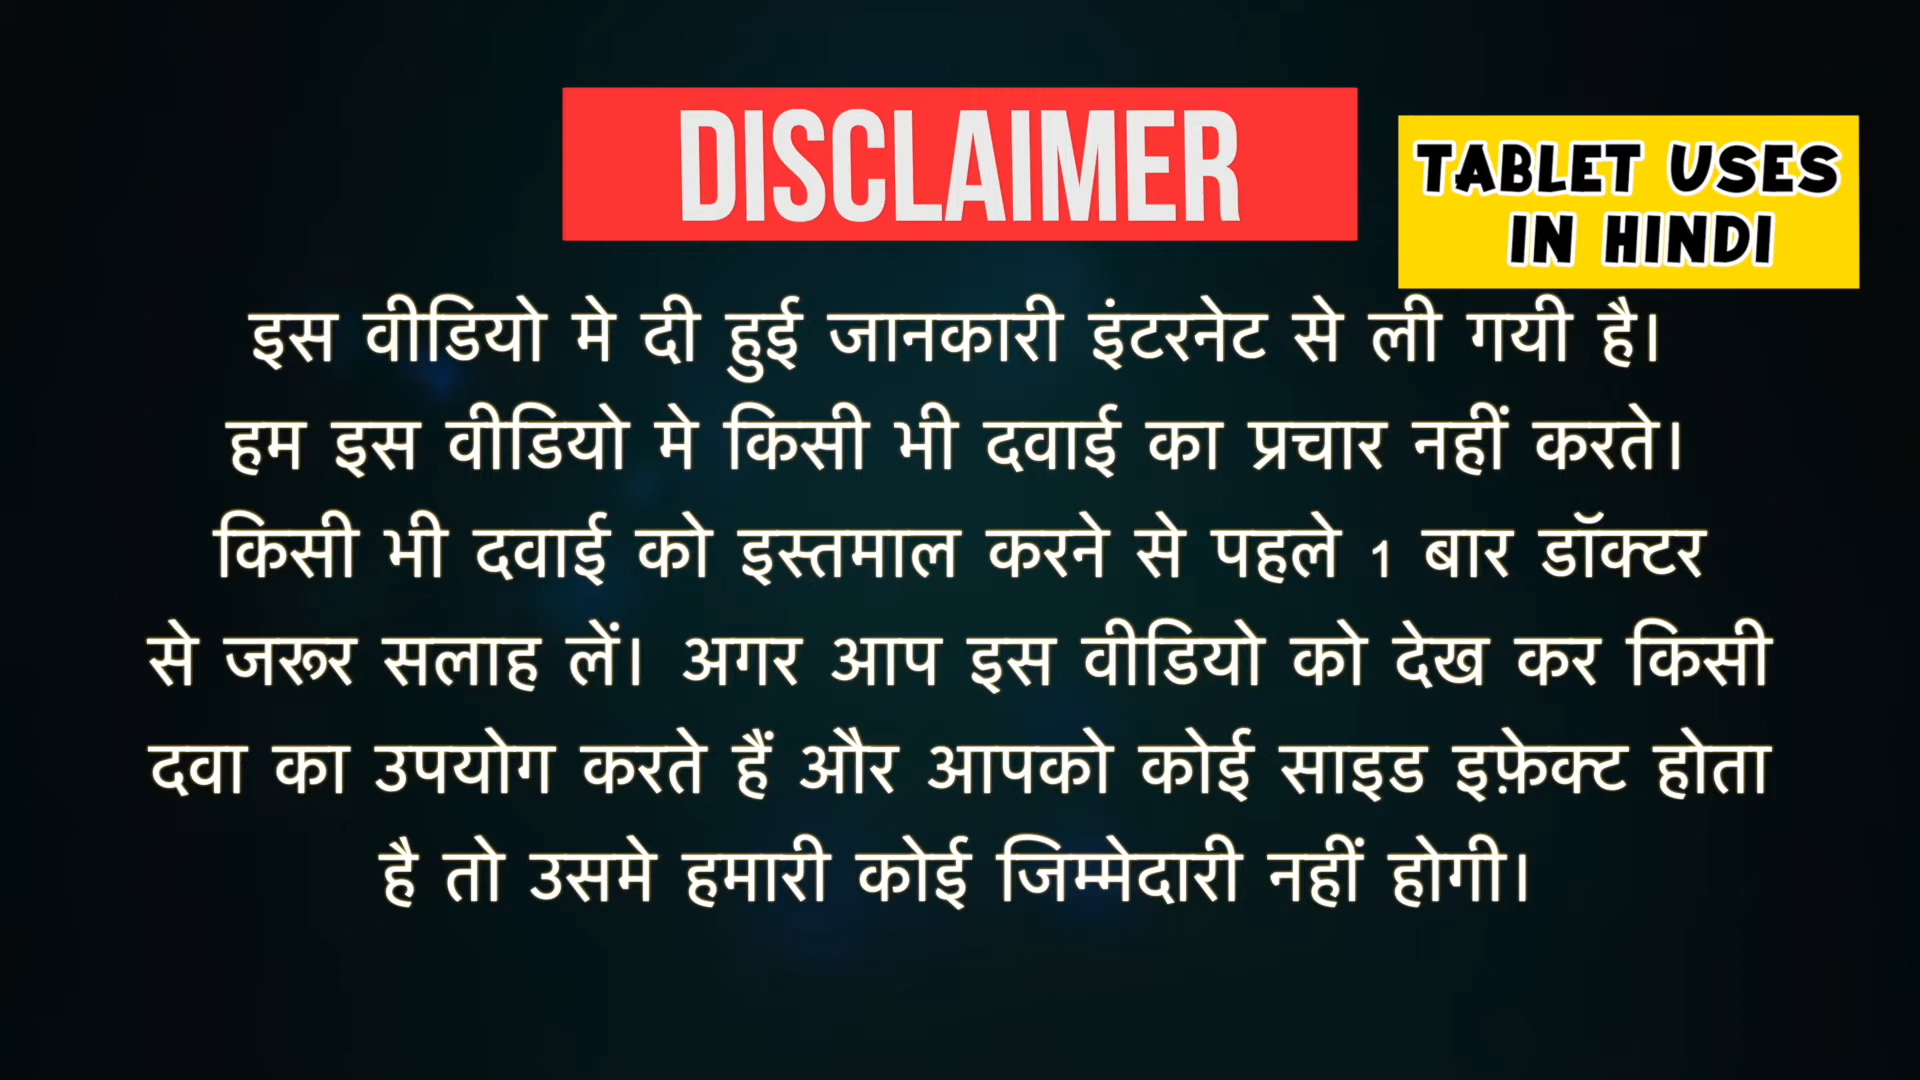 DISCLAIMER
TABLET USES
IN HINDI
इस वीडियो मे दी हुई जानकारी इंटरनेट से ली गयी है।
हम इस वीडियो मे किसी भी दवाई का प्रचार नहीं करते।
किसी भी दवाई को इस्तमाल करने से पहले 1 बार डॉक्टर
से जरूर सलाह लें। अगर आप इस वीडियो को देख कर किसी
दवा का उपयोग करते हैं और आपको कोई साइड इफ़ेक्ट होता
है तो उसमे हमारी कोई जिम्मेदारी नहीं होगी।